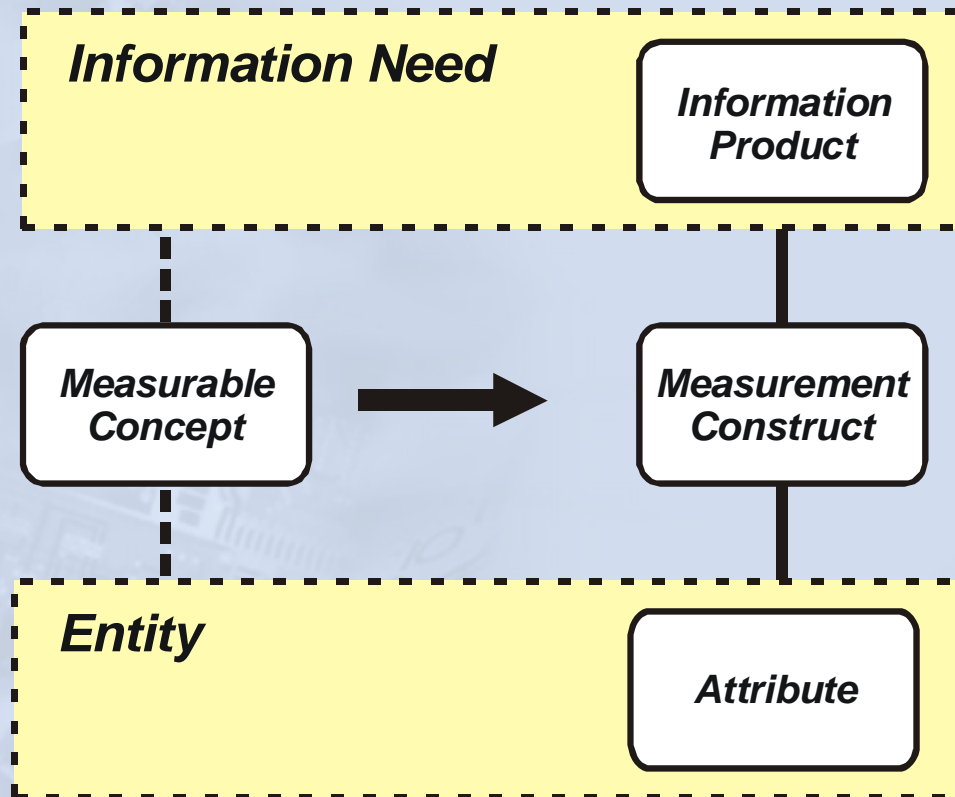 Information Need
Information
Product
Measurable
Concept
Measurement
Construct
Entity
Attribute